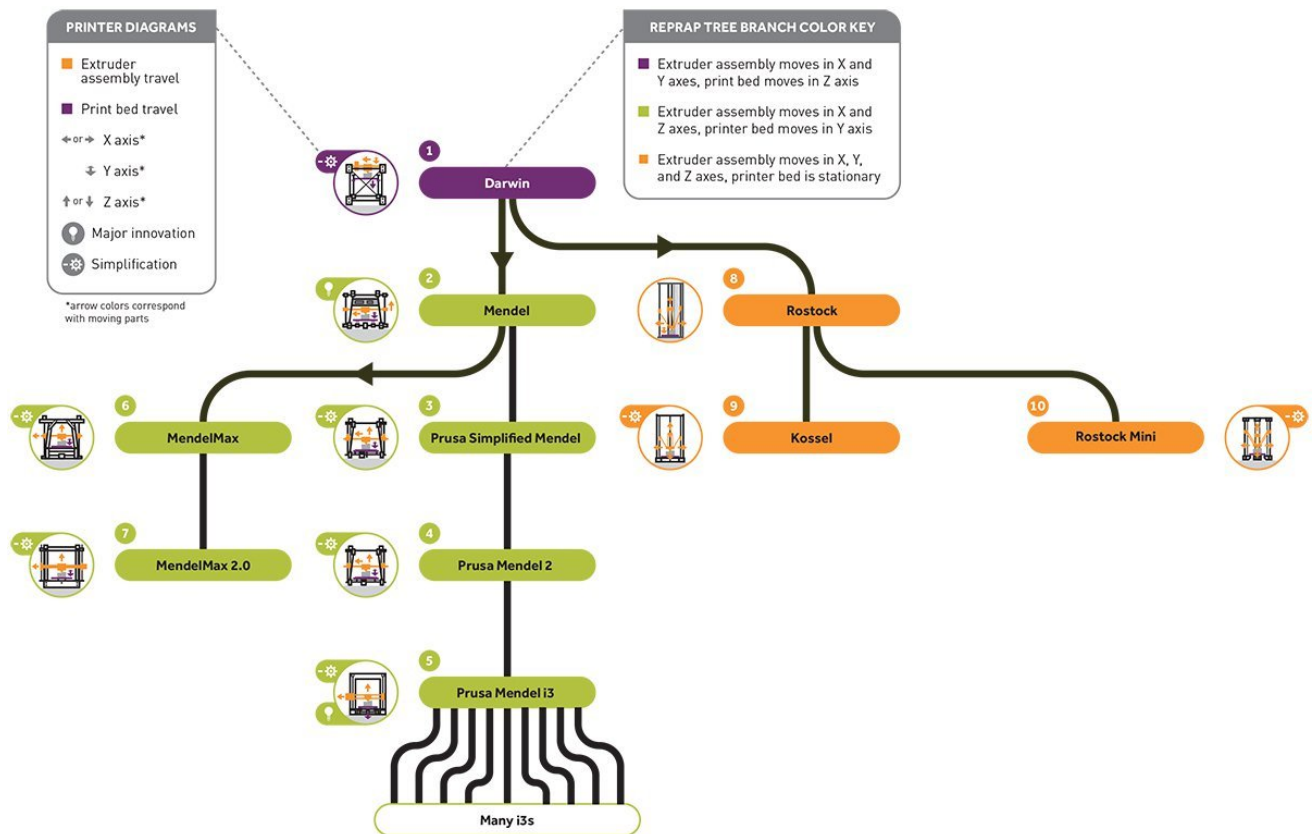 PRINTER DIAGRAMS
Extruder
assembly travel
Print bed travel
or
X axis*
Y axis*
or
Z axis*
Major innovation
Simplification
*arrow colors correspond
with moving parts
REPRAP TREE BRANCH COLOR KEY
Extruder assembly moves in X and
Y axes, print bed moves in Z axis
Extruder assembly moves in X and
Z axes, printer bed moves in Y axis
Extruder assembly moves in X, Y,
and Z axes, printer bed is stationary
1
Darwin
2
Mendel
8
Rostock
6
MendelMax
3
Prusa Simplified Mendel
9
Kossel
10
Rostock Mini
7
MendelMax 2.0
4
Prusa Mendel 2
5
Prusa Mendel i3
Many i3s